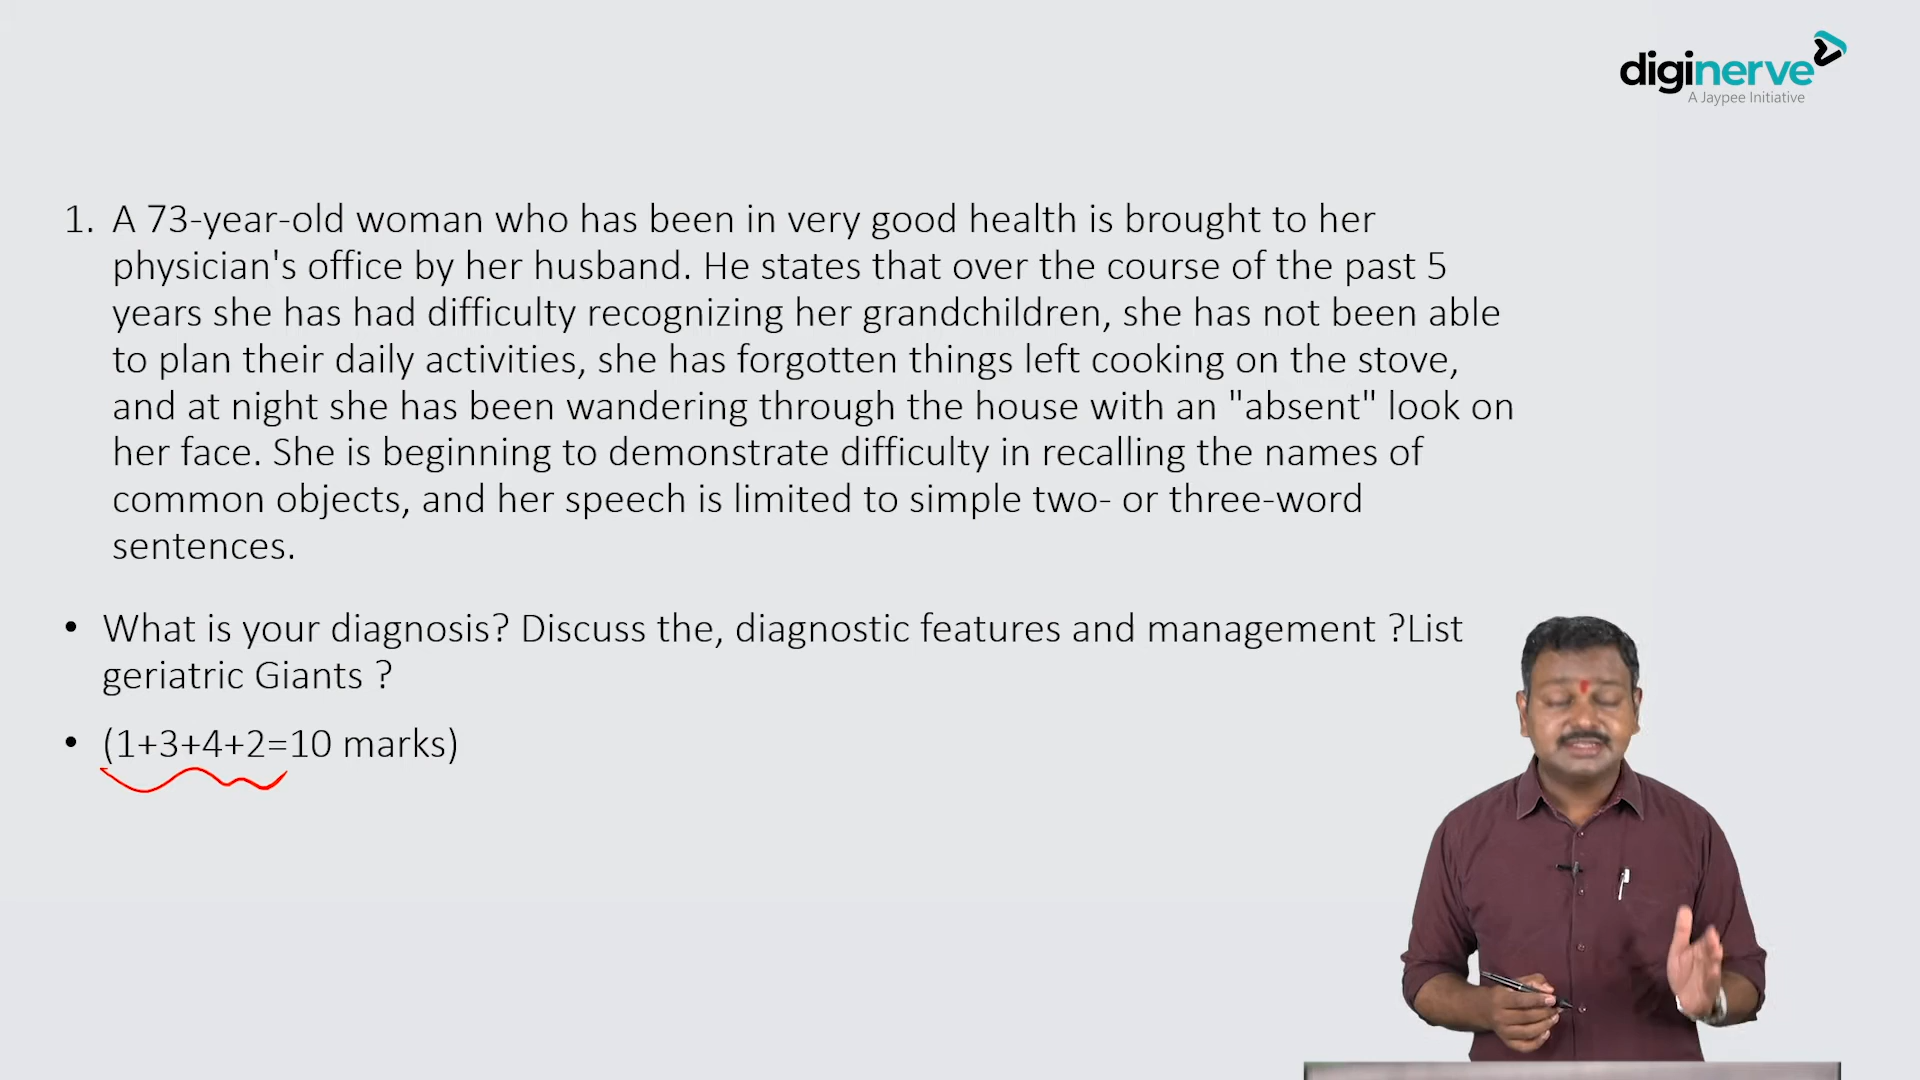 diginerve
A Jaypee Initiative
1. A 73-year-old woman who has been in very good health is brought to her
physician's office by her husband. He states that over the course of the past 5
years she has had difficulty recognizing her grandchildren, she has not been able
to plan their daily activities, she has forgotten things left cooking on the stove,
and at night she has been wandering through the house with an "absent" look on
her face. She is beginning to demonstrate difficulty in recalling the names of
common objects, and her speech is limited to simple two- or three-word
sentences.
• What is your diagnosis? Discuss the, diagnostic features and management ?List
geriatric Giants ?
• (1+3+4+2=10 marks)